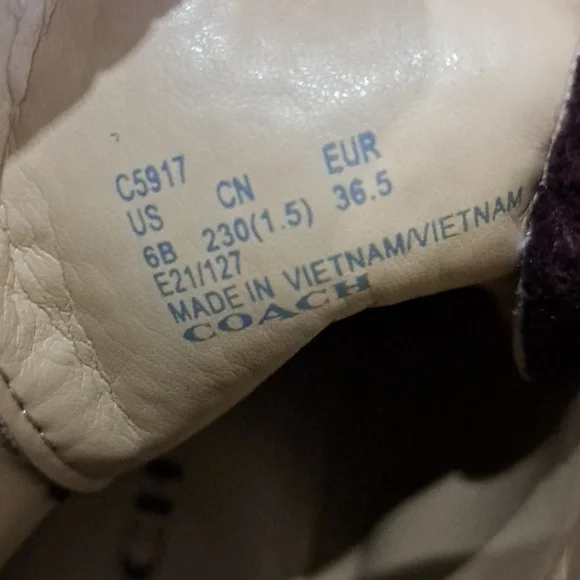 C5917
US CN EUR
6B 230(1.5) 36.5
E21/127
MADE IN VIETNAM/VIETNAM
COACH